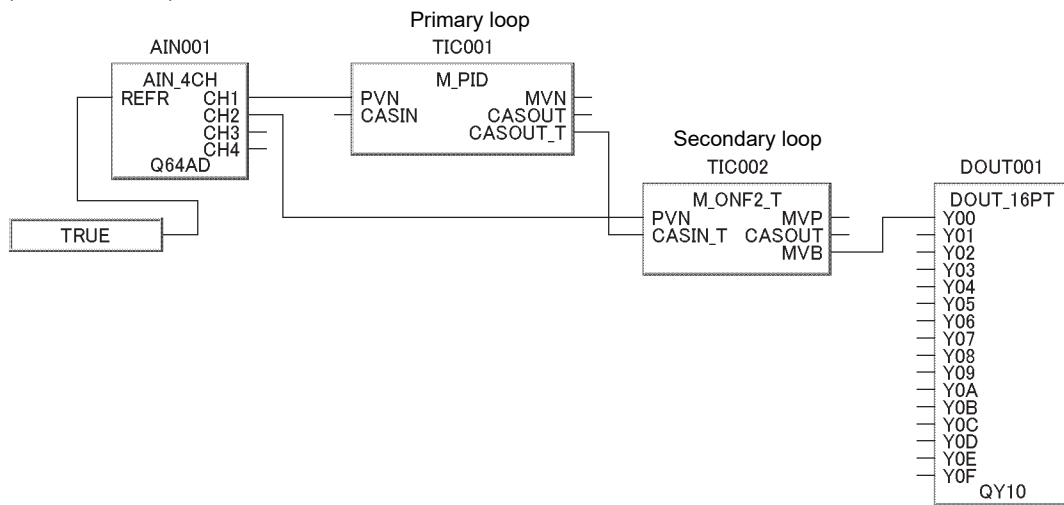 Primary loop
AIN001
TIC001
AIN_4CH
REFR CH1
CH2
CH3
CH4
Q64AD
M_PID
PVN MVN
CASIN CASOUT
CASOUT_T
TRUE
Secondary loop
TIC002
M_ONF2_T
PVN MVP
CASIN_T CASOUT
MVB
DOUT001
DOUT_16PT
Y00
Y01
Y02
Y03
Y04
Y05
Y06
Y07
Y08
Y09
Y0A
Y0B
Y0C
Y0D
Y0E
Y0F
QY10